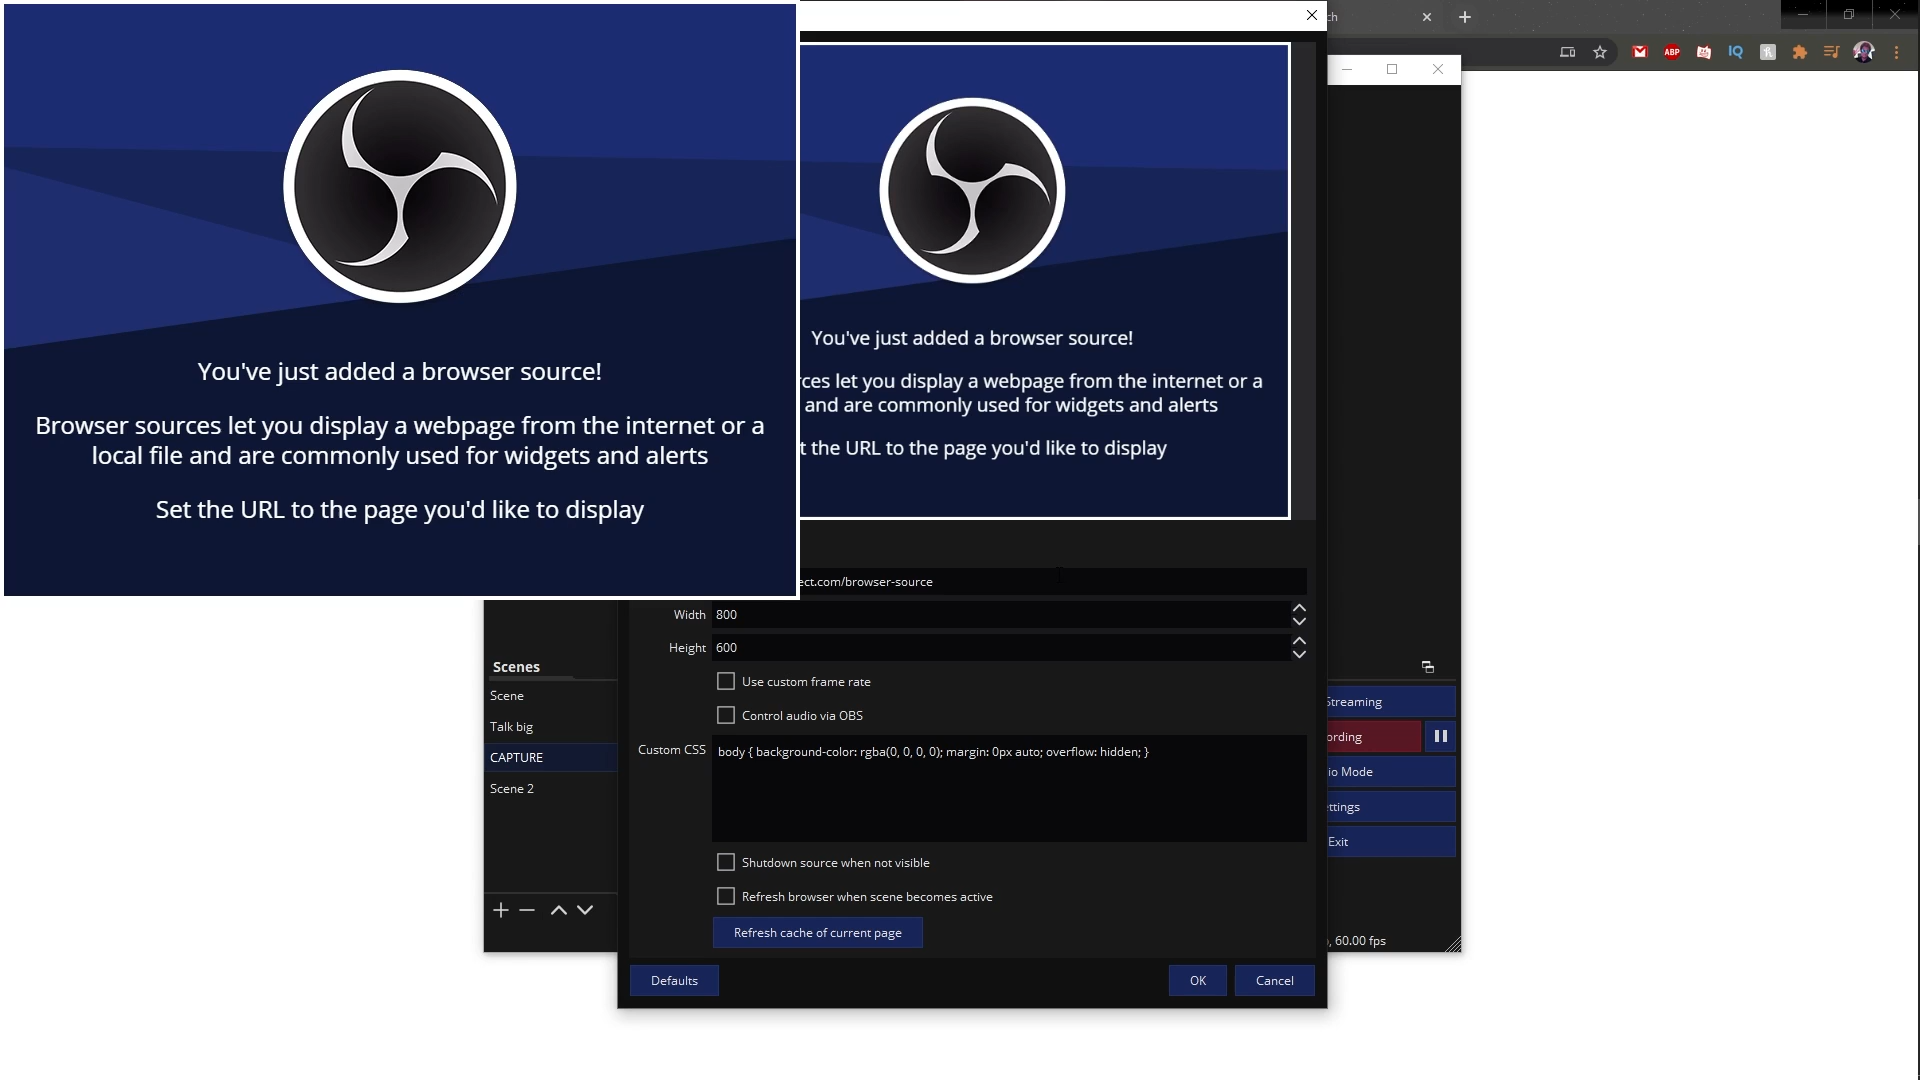 You've just added a browser source!
Browser sources let you display a webpage from the internet or a
local file and are commonly used for widgets and alerts
Set the URL to the page you'd like to display
You've just added a browser source!
let you display a webpage from the internet or a
and are commonly used for widgets and alerts
the URL to the page you'd like to display
ect.com/browser-source
Width 800
Height 600
Use custom frame rate
Control audio via OBS
Custom CSS body { background-color: rgba(0, 0, 0, 0); margin: 0px auto; overflow: hidden; }
Shutdown source when not visible
Refresh browser when scene becomes active
Refresh cache of current page
Defaults
OK
Cancel
Scenes
Scene
Talk big
CAPTURE
Scene 2
Streaming
ording
io Mode
ettings
Exit
60.00 fps
ch
ABP
IQ